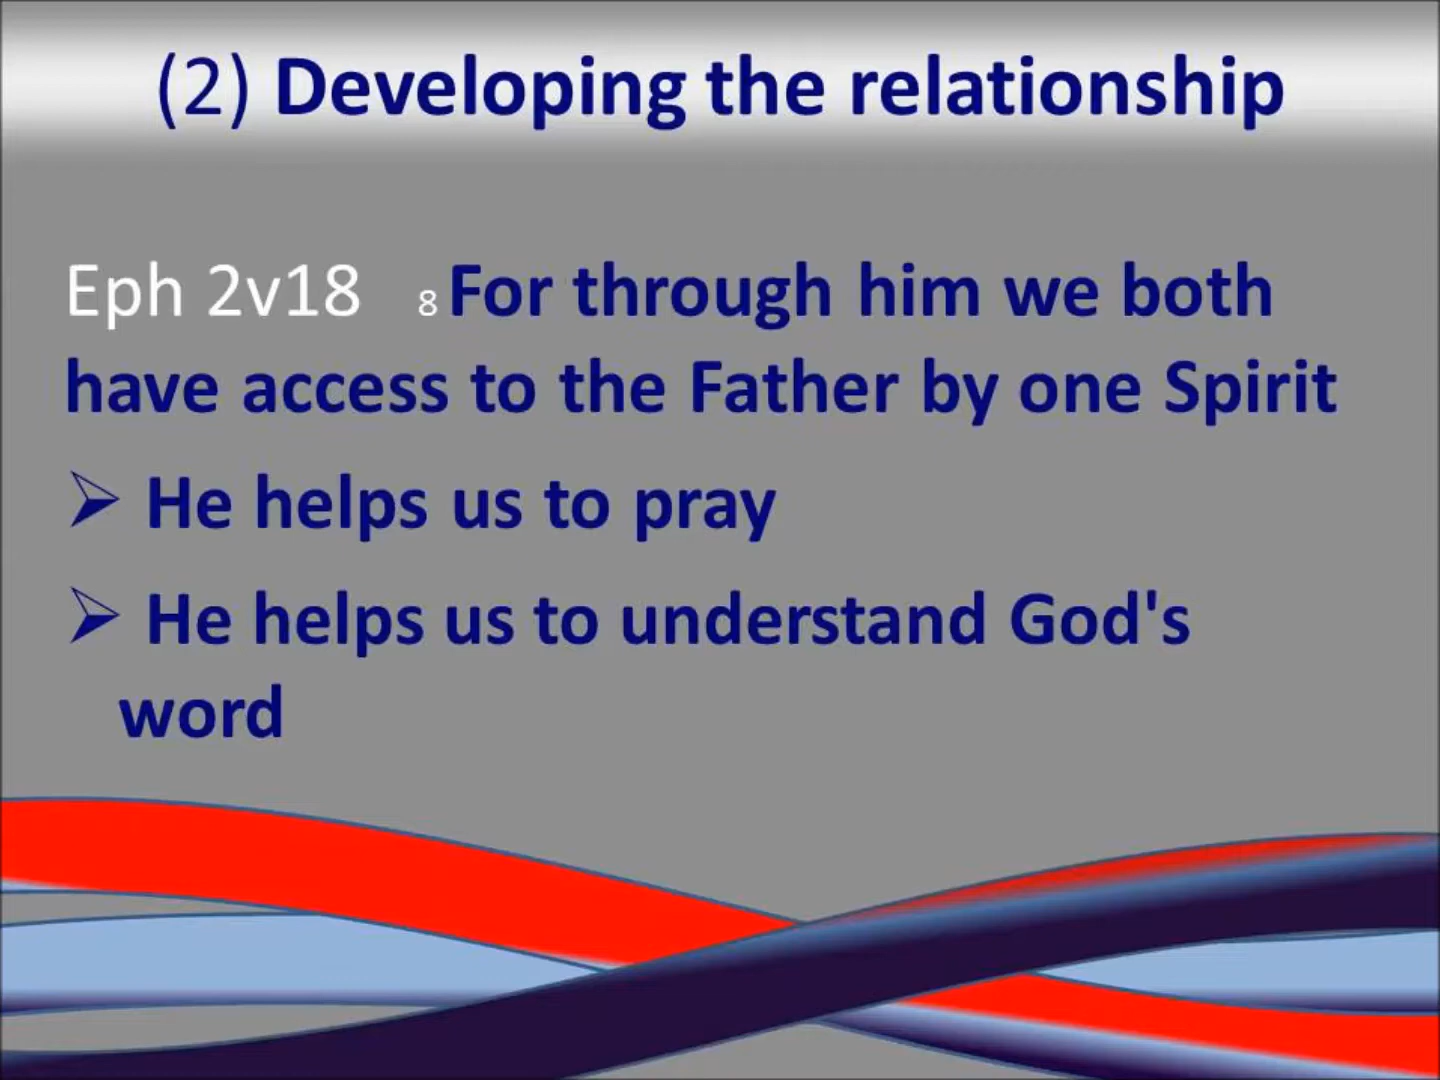 (2) Developing the relationship
Eph 2v18 8 For through him we both
have access to the Father by one Spirit
➢ He helps us to pray
➢ He helps us to understand God's
word